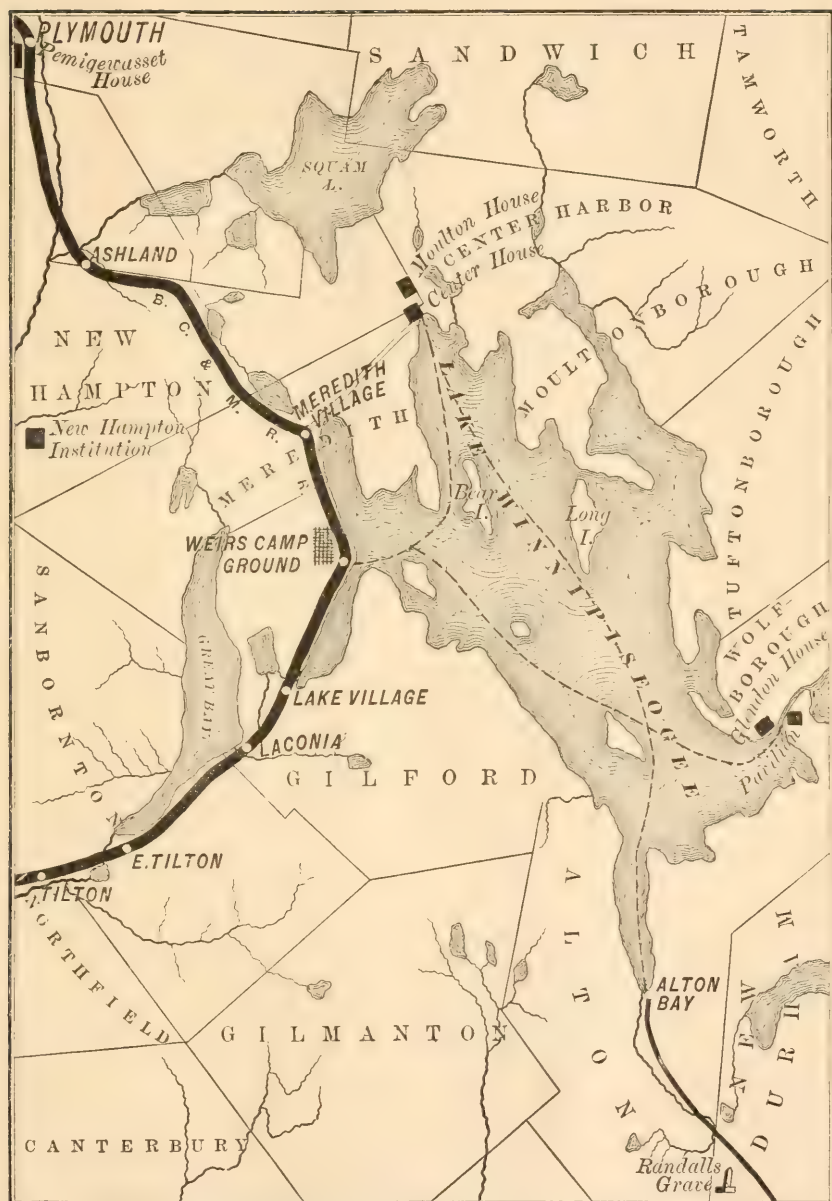 PLYMOUTH
Pemigewasset
House
SANDWICH
TAMWORTH
SQUAM
L.
Moulton House
CENTER HARBOR
Center House
ASHLAND
B. C. & M. R. R.
MOULTONBOROUGH
NEW
HAMPTON
MEREDITH
VILLAGE
MEREDITH
New Hampton
Institution
TUFTONBOROUGH
LAKE WINNIPISEOGEE
Bear
I.
Long
I.
WEIRS CAMP
GROUND
SANBORNTON
GREAT BAY
WOLF-
BOROUGH
Glendon House
Pavilion
LAKE VILLAGE
LACONIA
GILFORD
E. TILTON
TILTON
NORTHFIELD
ALTON
GILMANTON
ALTON
BAY
NEW
DURHAM
CANTERBURY
Randalls
Grave